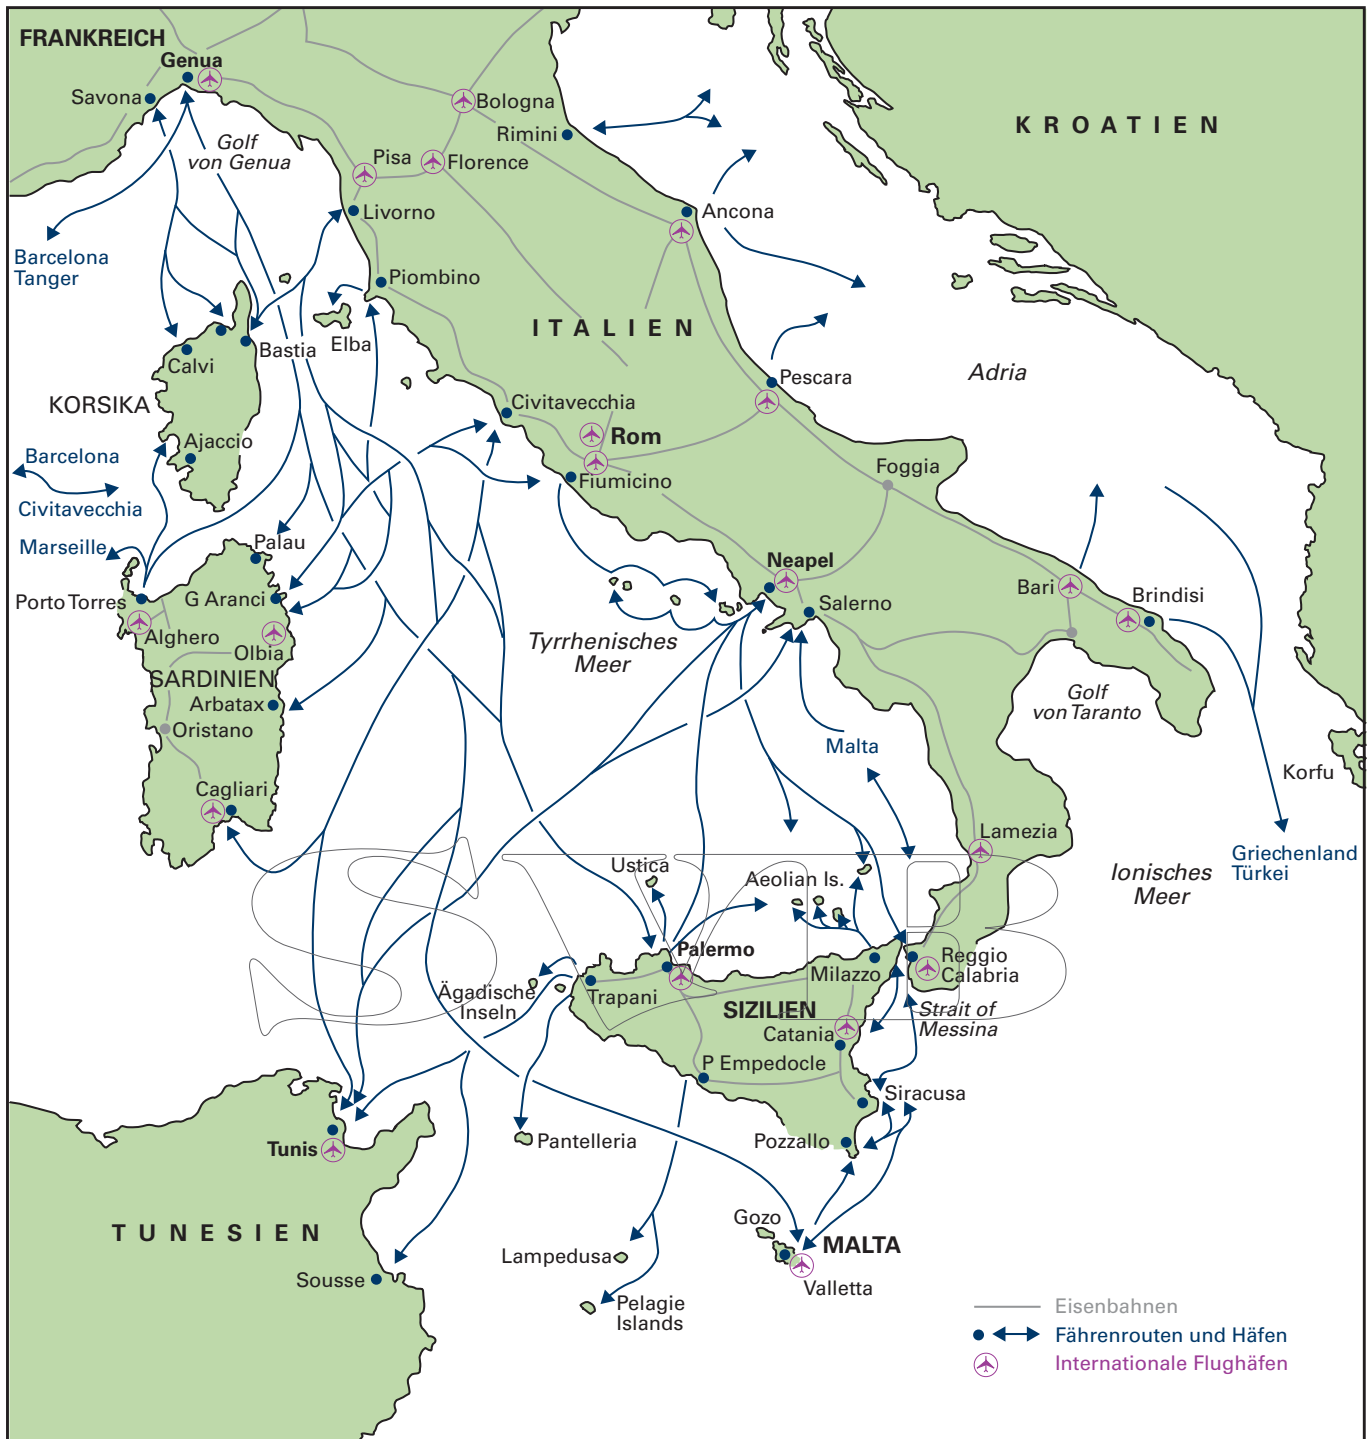 FRANKREICH
Genua
Savona
Bologna
Rimini
KROATIEN
Golf
von Genua
Pisa
Florence
Livorno
Ancona
Barcelona
Tanger
Piombino
ITALIEN
Elba
Bastia
Calvi
Adria
Pescara
KORSIKA
Civitavecchia
Ajaccio
Rom
Barcelona
Foggia
Fiumicino
Civitavecchia
Marseille
Palau
Neapel
Bari
Brindisi
Porto Torres
G Aranci
Salerno
Alghero
Olbia
Tyrrhenisches
Meer
SARDINIEN
Arbatax
Golf
von Taranto
Oristano
Malta
Korfu
Cagliari
Lamezia
Griechenland
Türkei
Ustica
Aeolian Is.
Ionisches
Meer
SVPB
Palermo
Milazzo
Reggio
Calabria
Ägadische
Inseln
Trapani
SIZILIEN
Catania
Strait of
Messina
P Empedocle
Siracusa
Tunis
Pantelleria
Pozzallo
TUNESIEN
Gozo
MALTA
Lampedusa
Sousse
Valletta
Pelagie
Islands
Eisenbahnen
Fährenrouten und Häfen
Internationale Flughäfen